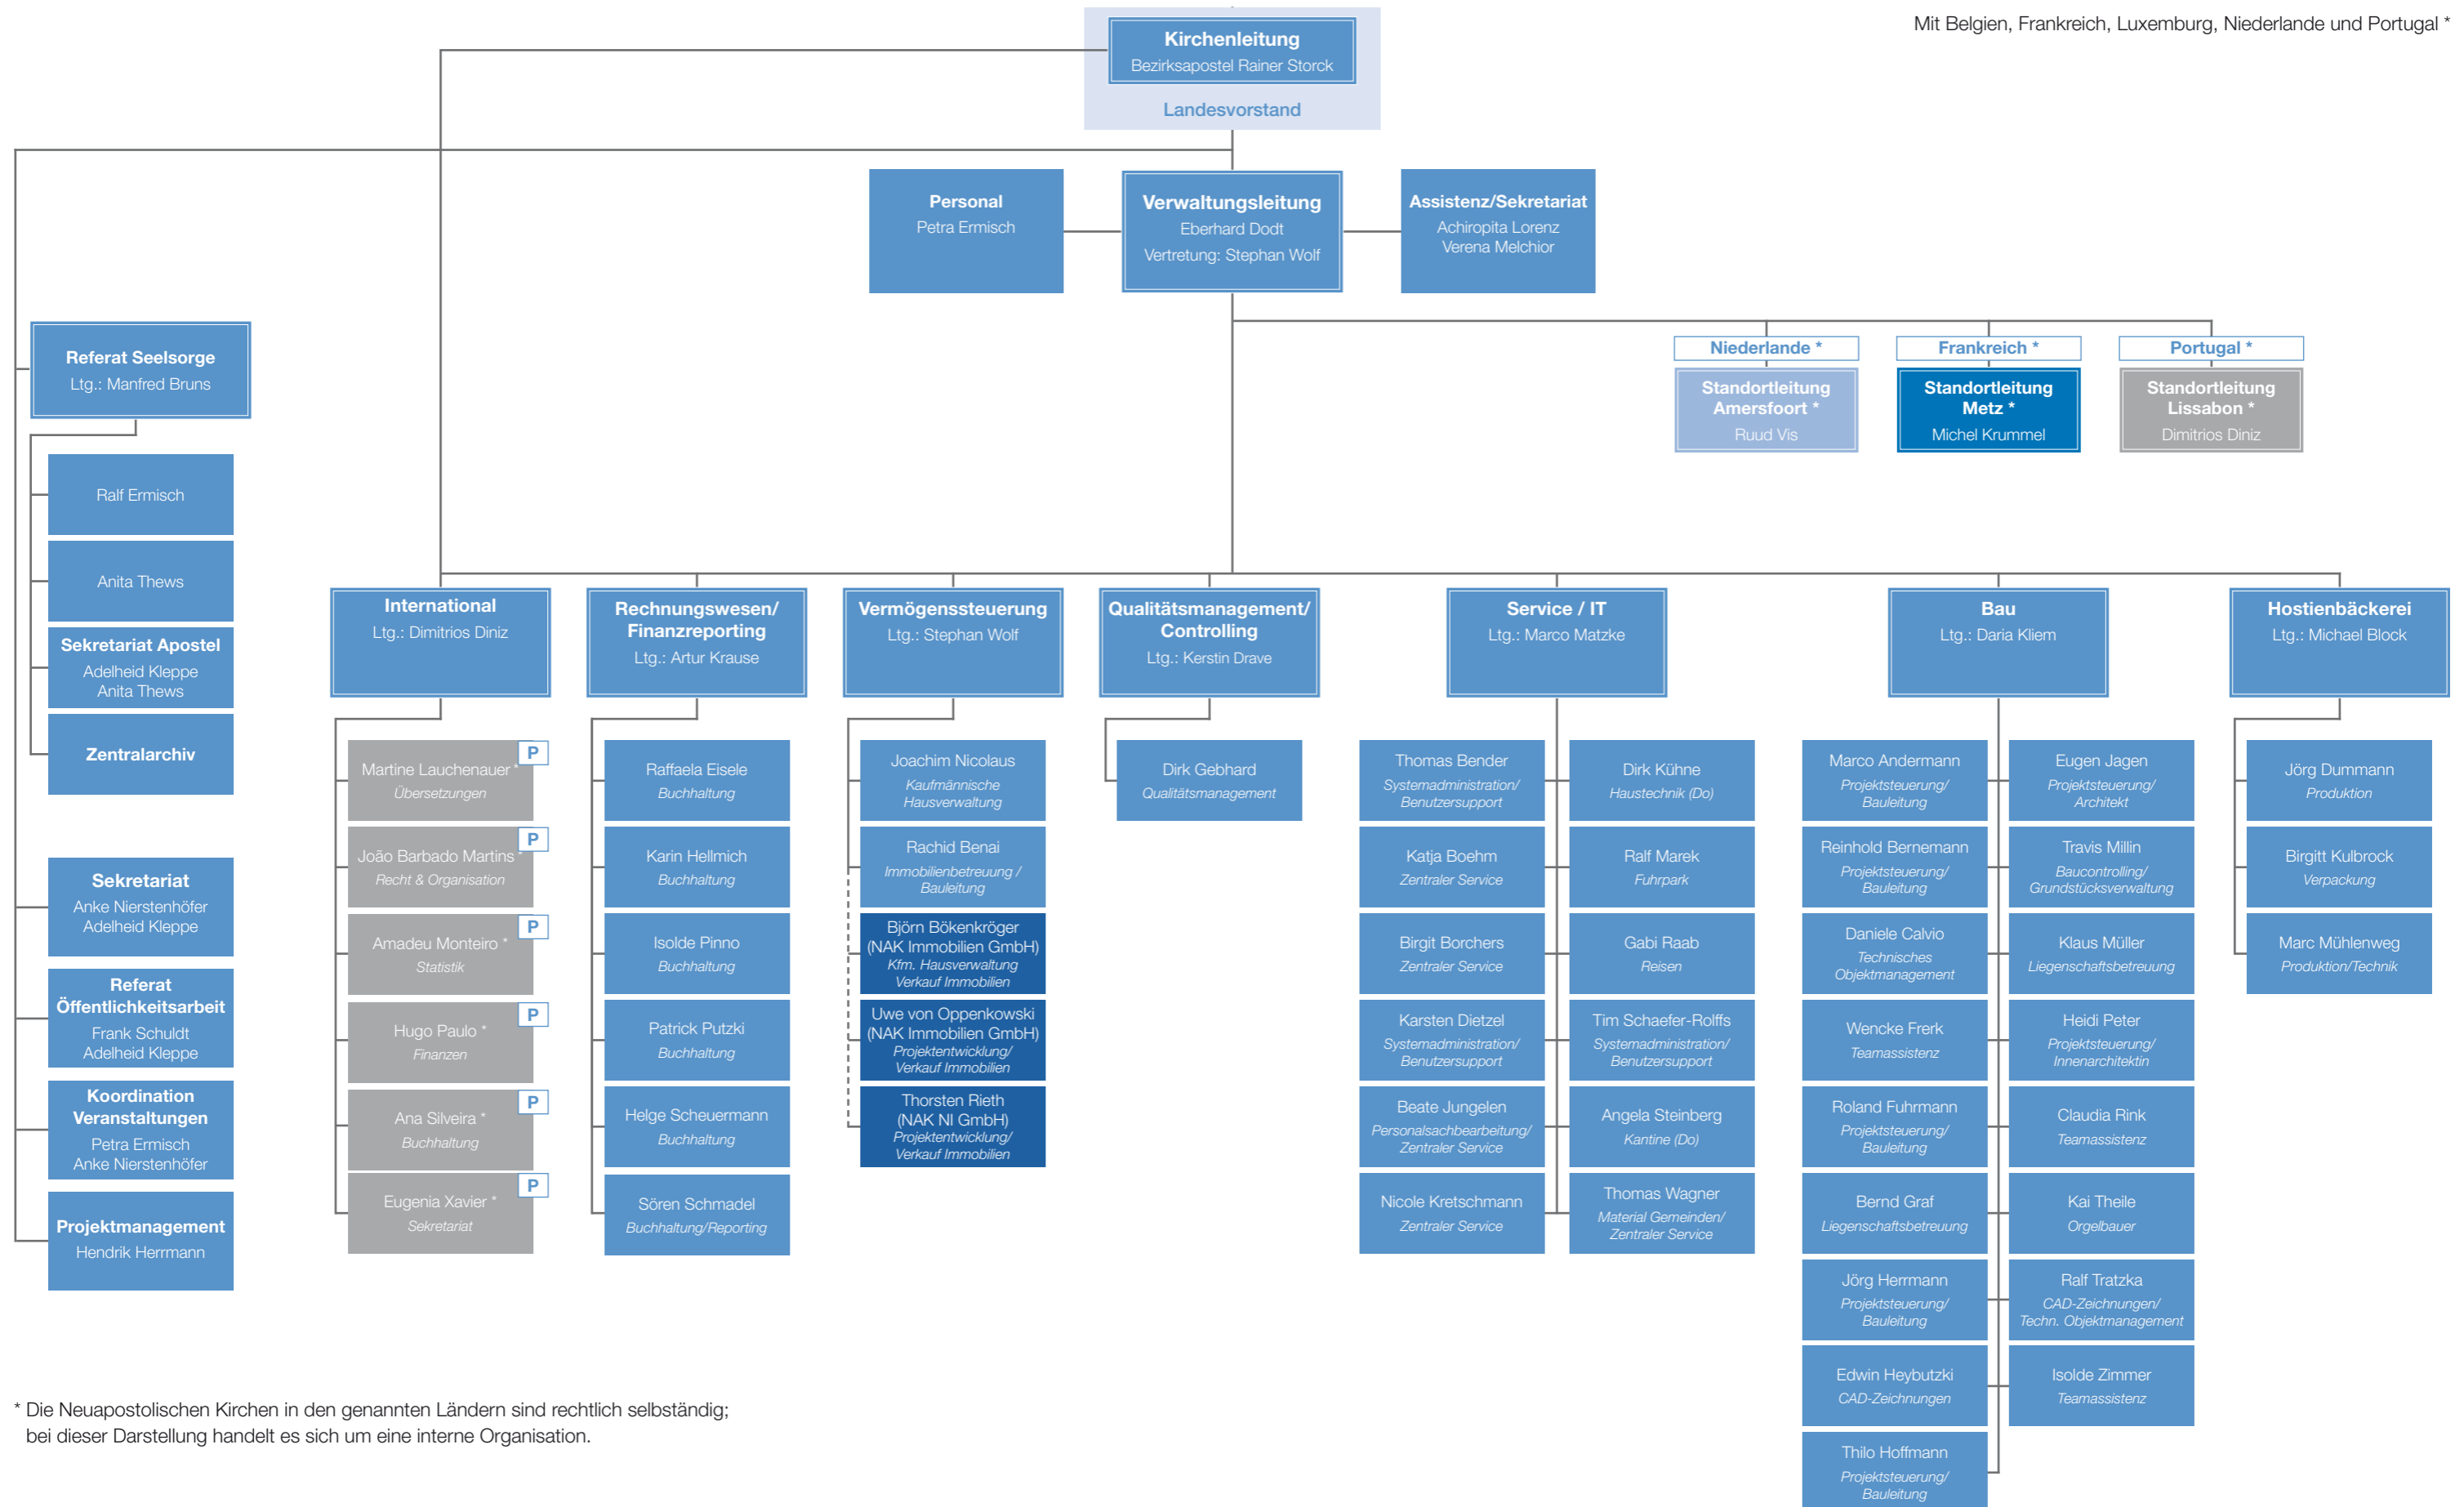 Mit Belgien, Frankreich, Luxemburg, Niederlande und Portugal *
Kirchenleitung
Bezirksapostel Rainer Storck
Landesvorstand
Personal
Petra Ermisch
Verwaltungsleitung
Eberhard Dodt
Vertretung: Stephan Wolf
Assistenz/Sekretariat
Achiropita Lorenz
Verena Melchior
Niederlande *
Standortleitung
Amersfoort *
Ruud Vis
Frankreich *
Standortleitung
Metz *
Michel Krummel
Portugal *
Standortleitung
Lissabon *
Dimitrios Diniz
Referat Seelsorge
Ltg.: Manfred Bruns
Ralf Ermisch
Anita Thews
Sekretariat Apostel
Adelheid Kleppe
Anita Thews
Zentralarchiv
Sekretariat
Anke Nierstenhöfer
Adelheid Kleppe
Referat
Öffentlichkeitsarbeit
Frank Schuldt
Adelheid Kleppe
Koordination
Veranstaltungen
Petra Ermisch
Anke Nierstenhöfer
Projektmanagement
Hendrik Herrmann
International
Ltg.: Dimitrios Diniz
P
Martine Lauchenauer *
Übersetzungen
P
João Barbado Martins *
Recht & Organisation
P
Amadeu Monteiro *
Statistik
P
Hugo Paulo *
Finanzen
P
Ana Silveira *
Buchhaltung
P
Eugenia Xavier *
Sekretariat
Rechnungswesen/
Finanzreporting
Ltg.: Artur Krause
Raffaela Eisele
Buchhaltung
Karin Hellmich
Buchhaltung
Isolde Pinno
Buchhaltung
Patrick Putzki
Buchhaltung
Helge Scheuermann
Buchhaltung
Sören Schmadel
Buchhaltung/Reporting
Vermögenssteuerung
Ltg.: Stephan Wolf
Joachim Nicolaus
Kaufmännische
Hausverwaltung
Rachid Benai
Immobilienbetreuung /
Bauleitung
Björn Bökenkröger
(NAK Immobilien GmbH)
Kfm. Hausverwaltung
Verkauf Immobilien
Uwe von Oppenkowski
(NAK Immobilien GmbH)
Projektentwicklung/
Verkauf Immobilien
Thorsten Rieth
(NAK NI GmbH)
Projektentwicklung/
Verkauf Immobilien
Qualitätsmanagement/
Controlling
Ltg.: Kerstin Drave
Dirk Gebhard
Qualitätsmanagement
Service / IT
Ltg.: Marco Matzke
Thomas Bender
Systemadministration/
Benutzersupport
Katja Boehm
Zentraler Service
Birgit Borchers
Zentraler Service
Karsten Dietzel
Systemadministration/
Benutzersupport
Beate Jungelen
Personalsachbearbeitung/
Zentraler Service
Nicole Kretschmann
Zentraler Service
Dirk Kühne
Haustechnik (Do)
Ralf Marek
Fuhrpark
Gabi Raab
Reisen
Tim Schaefer-Rolffs
Systemadministration/
Benutzersupport
Angela Steinberg
Kantine (Do)
Thomas Wagner
Material Gemeinden/
Zentraler Service
Bau
Ltg.: Daria Kliem
Marco Andermann
Projektsteuerung/
Bauleitung
Reinhold Bernemann
Projektsteuerung/
Bauleitung
Daniele Calvio
Technisches
Objektmanagement
Wencke Frerk
Teamassistenz
Roland Fuhrmann
Projektsteuerung/
Bauleitung
Bernd Graf
Liegenschaftsbetreuung
Jörg Herrmann
Projektsteuerung/
Bauleitung
Edwin Heybutzki
CAD-Zeichnungen
Thilo Hoffmann
Projektsteuerung/
Bauleitung
Eugen Jagen
Projektsteuerung/
Architekt
Travis Millin
Baucontrolling/
Grundstücksverwaltung
Klaus Müller
Liegenschaftsbetreuung
Heidi Peter
Projektsteuerung/
Innenarchitektin
Claudia Rink
Teamassistenz
Kai Theile
Orgelbauer
Ralf Tratzka
CAD-Zeichnungen/
Techn. Objektmanagement
Isolde Zimmer
Teamassistenz
Hostienbäckerei
Ltg.: Michael Block
Jörg Dummann
Produktion
Birgitt Kulbrock
Verpackung
Marc Mühlenweg
Produktion/Technik
* Die Neuapostolischen Kirchen in den genannten Ländern sind rechtlich selbständig;
bei dieser Darstellung handelt es sich um eine interne Organisation.